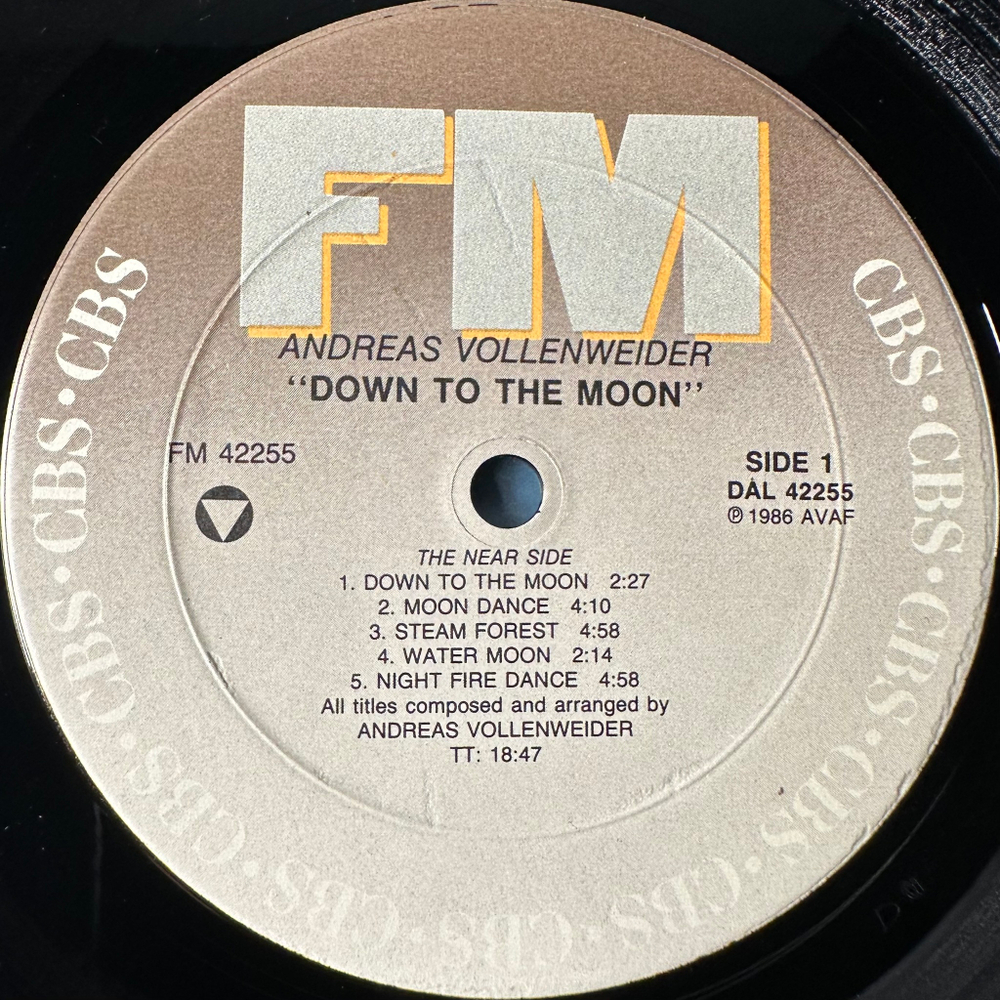 FM
ANDREAS VOLLENWEIDER
“DOWN TO THE MOON”
FM 42255
SIDE 1
DAL 42255
℗ 1986 AVAF
THE NEAR SIDE
1. DOWN TO THE MOON 2:27
2. MOON DANCE 4:10
3. STEAM FOREST 4:58
4. WATER MOON 2:14
5. NIGHT FIRE DANCE 4:58
All titles composed and arranged by
ANDREAS VOLLENWEIDER
TT: 18:47
CBS · CBS · CBS · CBS · CBS · CBS · CBS · CBS · CBS · CBS · CBS · CBS · CBS